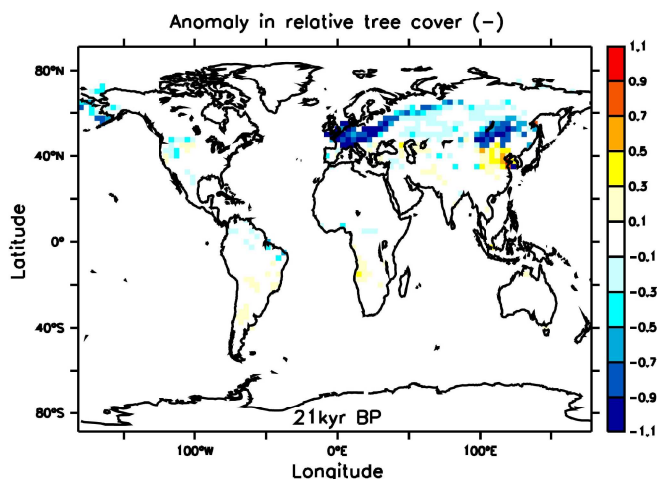 Anomaly in relative tree cover (-)
80°N
40°N
0°
40°S
80°S
Latitude
100°W
0°E
100°E
Longitude
21kyr BP
1.1
0.9
0.7
0.5
0.3
0.1
-0.1
-0.3
-0.5
-0.7
-0.9
-1.1